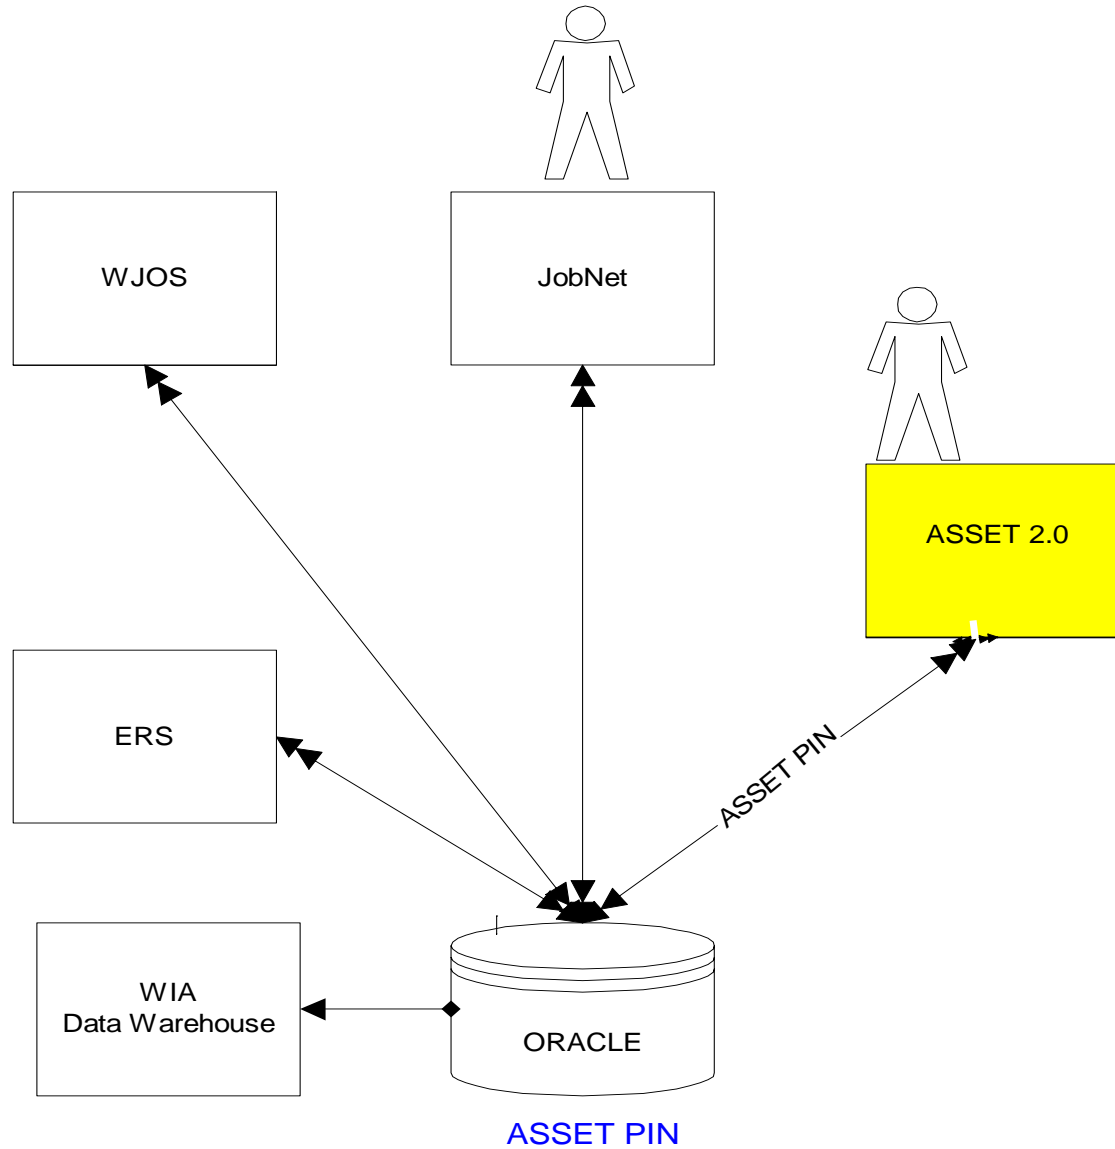 WJOS
JobNet
ASSET 2.0
ERS
ASSET PIN
WIA
Data Warehouse
ORACLE
ASSET PIN